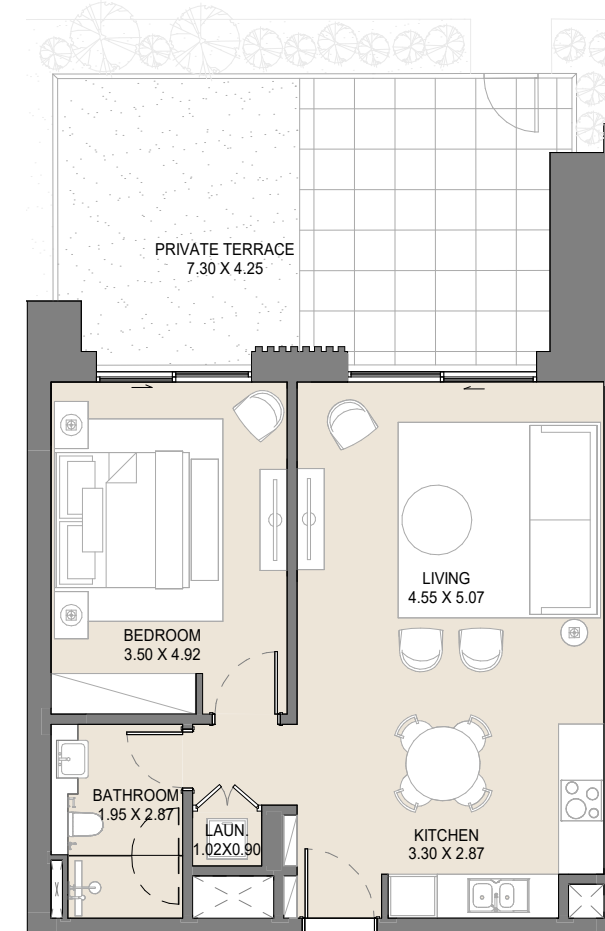 PRIVATE TERRACE
7.30 X 4.25
LIVING
4.55 X 5.07
BEDROOM
3.50 X 4.92
BATHROOM
1.95 X 2.87
LAUN.
1.02X0.90
KITCHEN
3.30 X 2.87